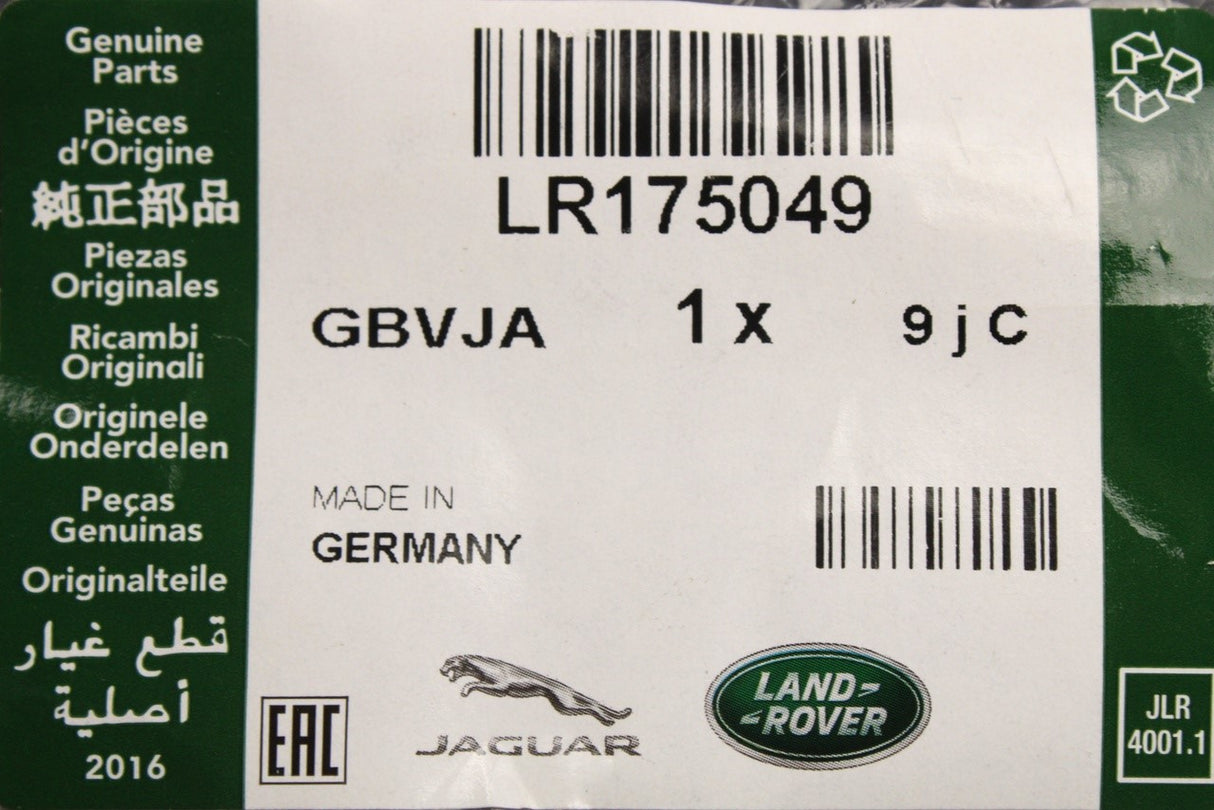 Genuine
Parts
Pièces
d'Origine
純正部品
Piezas
Originales
Ricambi
Originali
Originele
Onderdelen
Peças
Genuinas
Originalteile
قطع غيار
أصلية
2016
LR175049
GBVJA 1 x 9 j C
MADE IN
GERMANY
EAC
JAGUAR
LAND-
-ROVER
JLR
4001.1